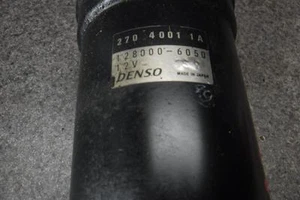 270 4001 1A
128000-6050
12V
DENSO
MADE IN JAPAN